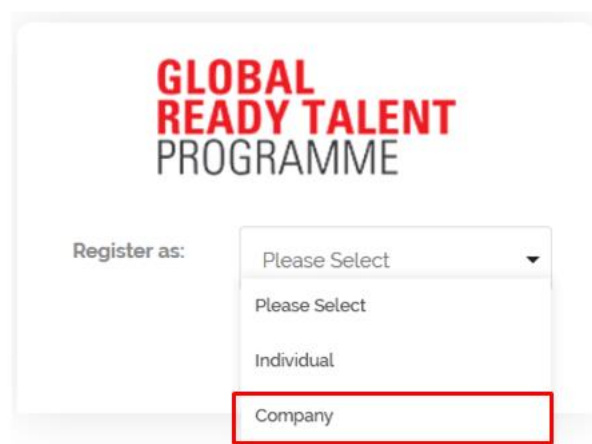 GLOBAL
READY TALENT
PROGRAMME
Register as:
Please Select
Please Select
Individual
Company